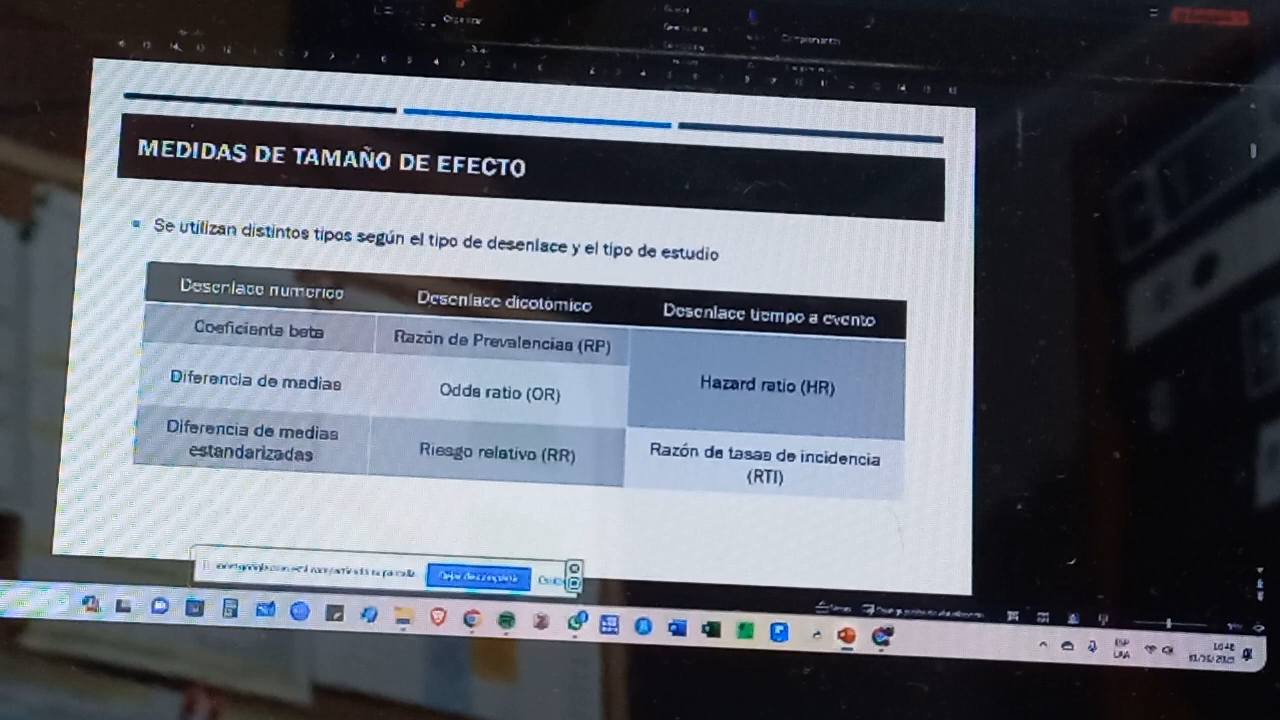 MEDIDAS DE TAMAÑO DE EFECTO
Se utilizan distintos tipos según el tipo de desenlace y el tipo de estudio
Desenlace numérico
Desenlace dicotómico
Desenlace tiempo a evento
Coeficiente beta
Razón de Prevalencias (RP)
Hazard ratio (HR)
Diferencia de medias
Odds ratio (OR)
Diferencia de medias
estandarizadas
Riesgo relativo (RR)
Razón de tasas de incidencia
(RTI)
ESP